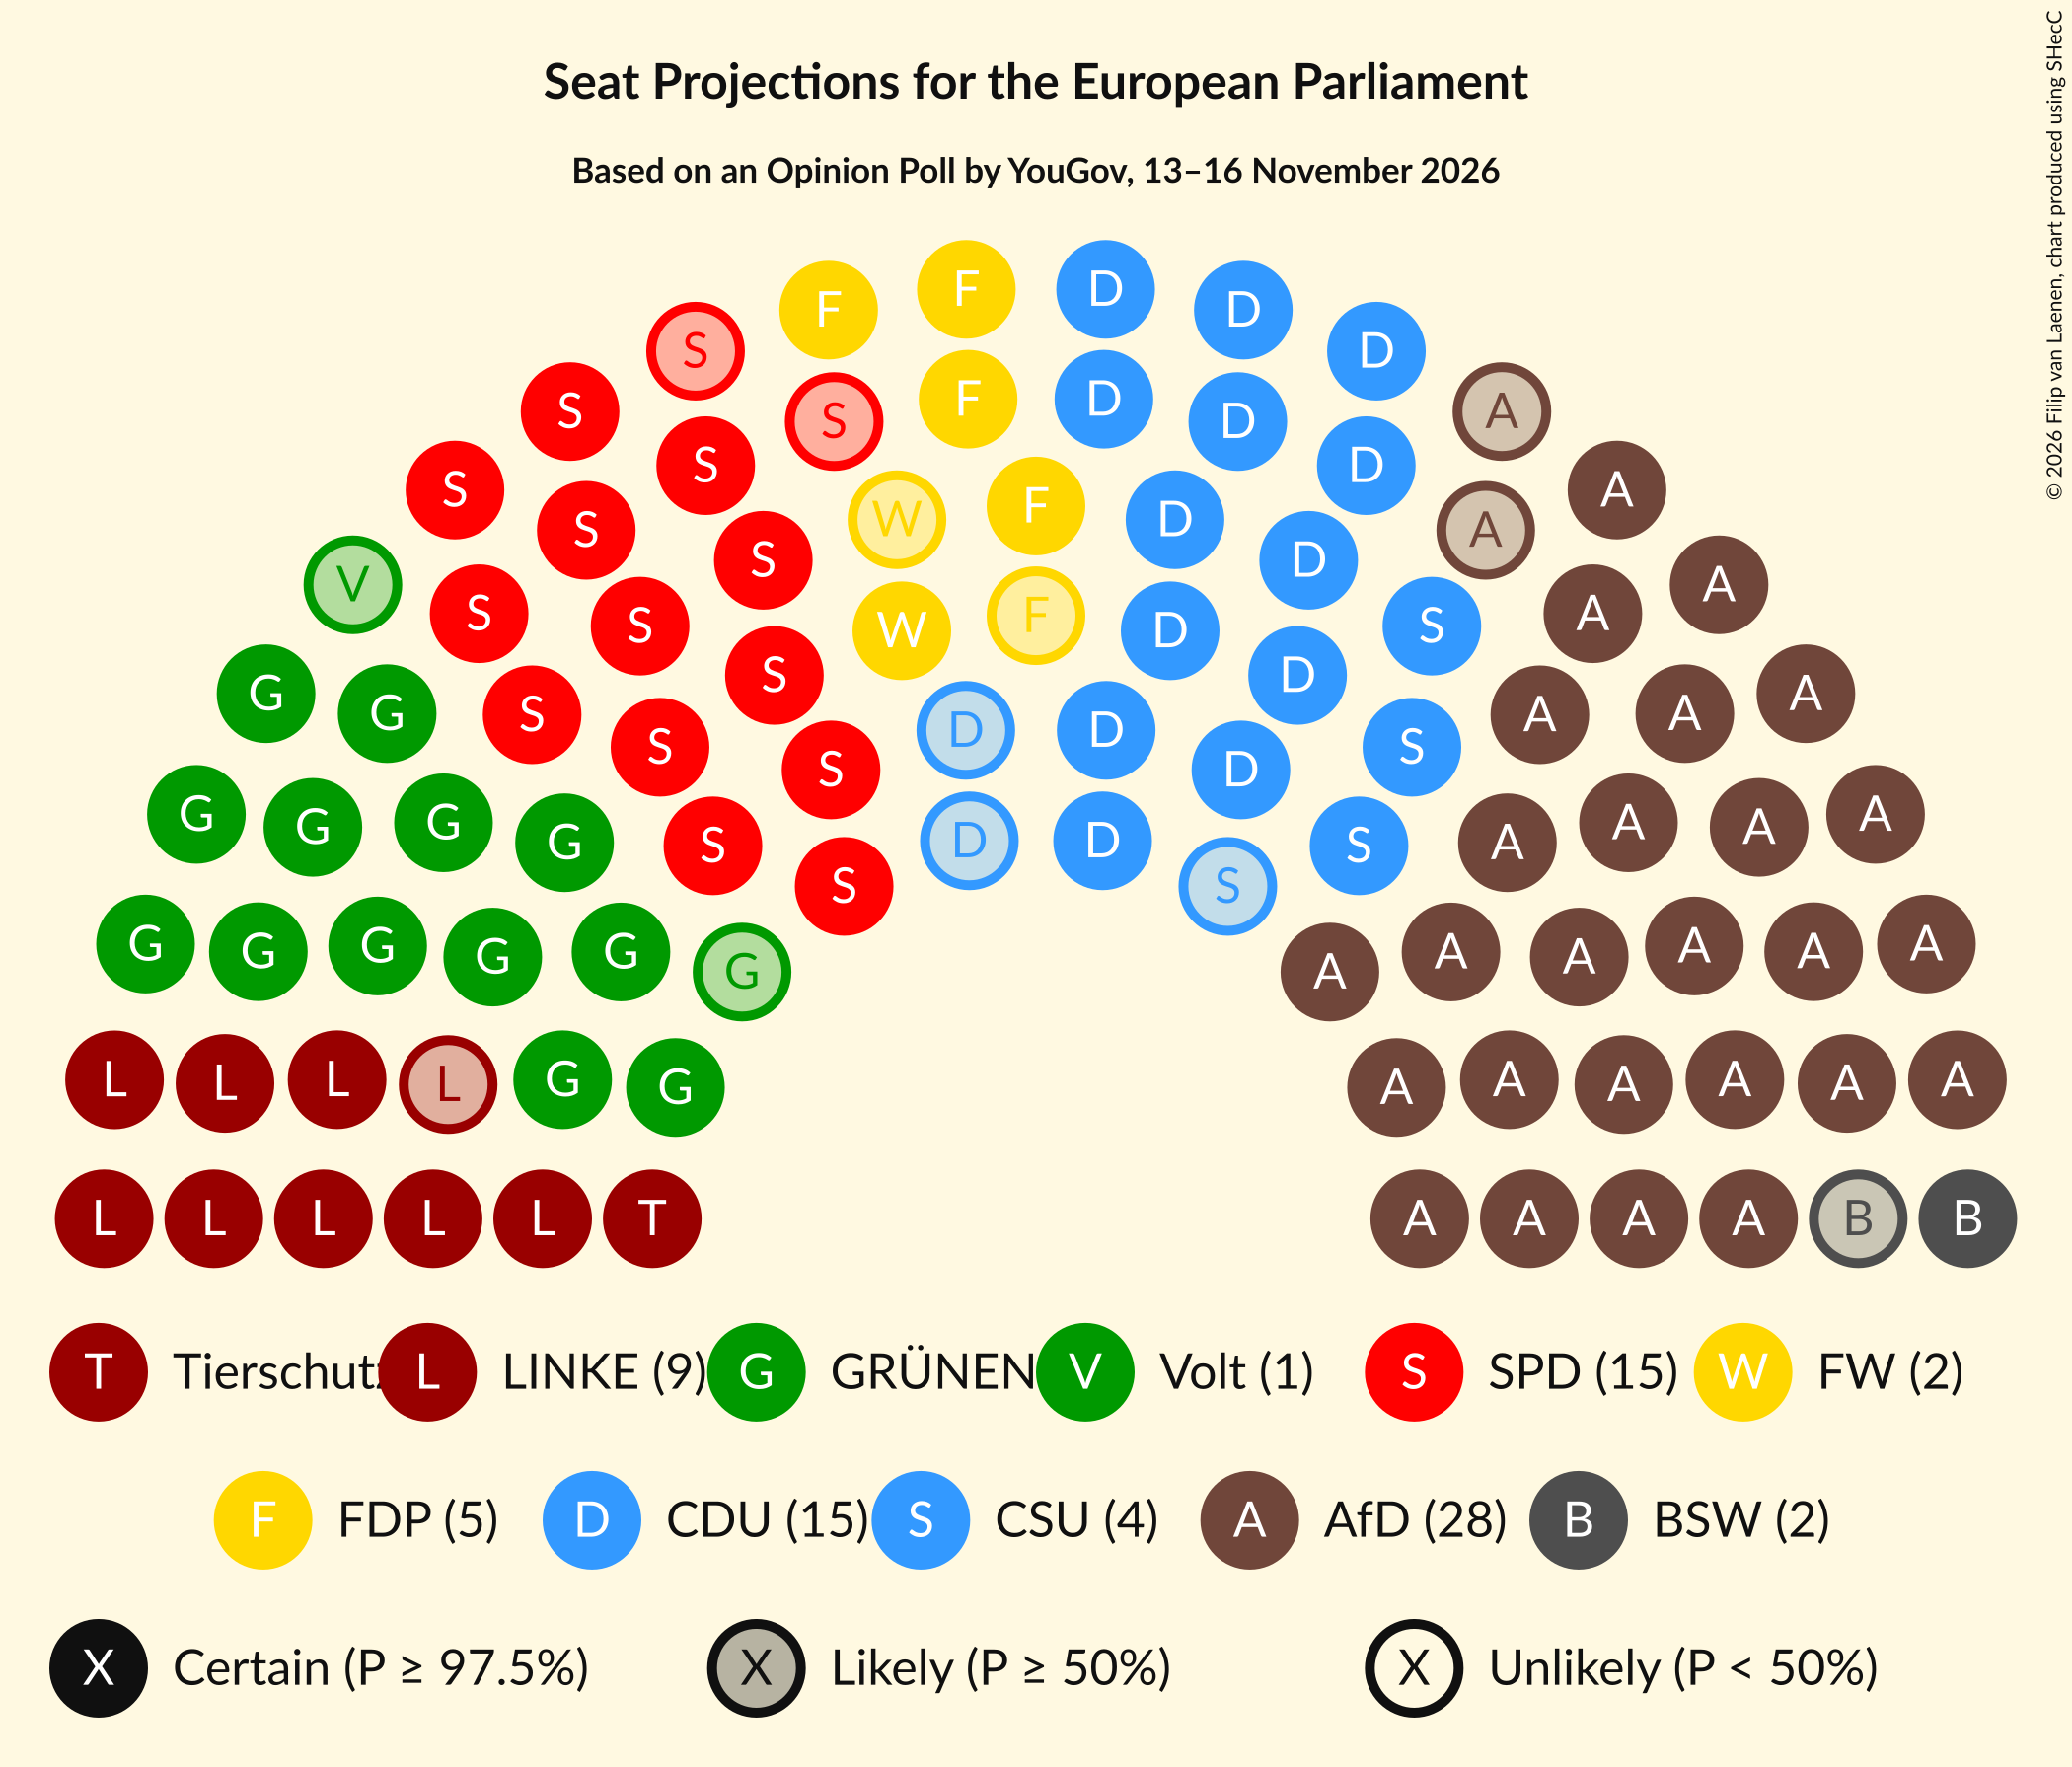 Seat Projections for the European Parliament
Based on an Opinion Poll by YouGov, 13–16 November 2026
© 2026 Filip van Laenen, chart produced using SHecC
F F D D D
S F D D D A
S S W F D D A A
S S S W F D D S A A
V S S S D D D S A A A
G G S S S D D S S A A A A
G G G G S S A A A A A A
G G G G G G A A A A A A
L L L L G G A A A A B B
L L L L L T
T Tierschutz L LINKE (9) G GRÜNEN V Volt (1) S SPD (15) W FW (2)
F FDP (5) D CDU (15) S CSU (4) A AfD (28) B BSW (2)
X Certain (P ≥ 97.5%) X Likely (P ≥ 50%) X Unlikely (P < 50%)